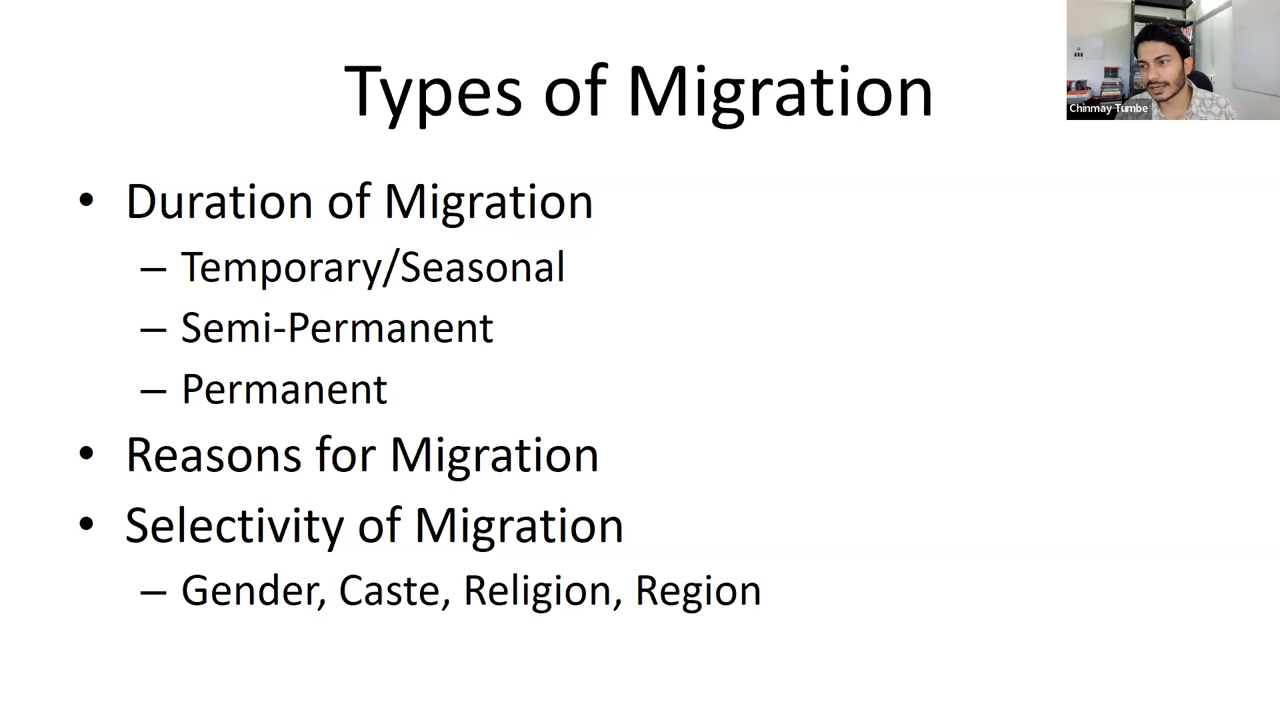 Types of Migration
Chinmay Tumbe
• Duration of Migration
– Temporary/Seasonal
– Semi-Permanent
– Permanent
• Reasons for Migration
• Selectivity of Migration
– Gender, Caste, Religion, Region